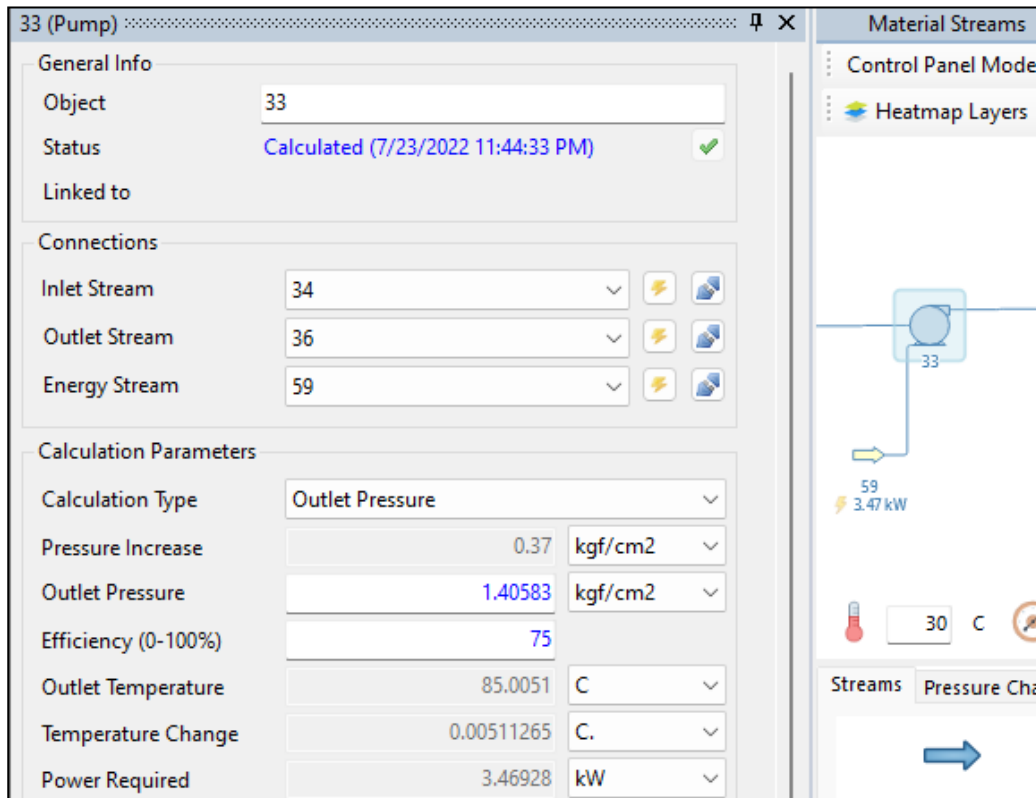 33 (Pump)
General Info
Object 33
Status Calculated (7/23/2022 11:44:33 PM)
Linked to
Connections
Inlet Stream 34
Outlet Stream 36
Energy Stream 59
Calculation Parameters
Calculation Type Outlet Pressure
Pressure Increase 0.37 kgf/cm2
Outlet Pressure 1.40583 kgf/cm2
Efficiency (0-100%) 75
Outlet Temperature 85.0051 C
Temperature Change 0.00511265 C.
Power Required 3.46928 kW
Material Streams
Control Panel Mode
Heatmap Layers
33
59
3.47 kW
30 C
Streams Pressure Cha